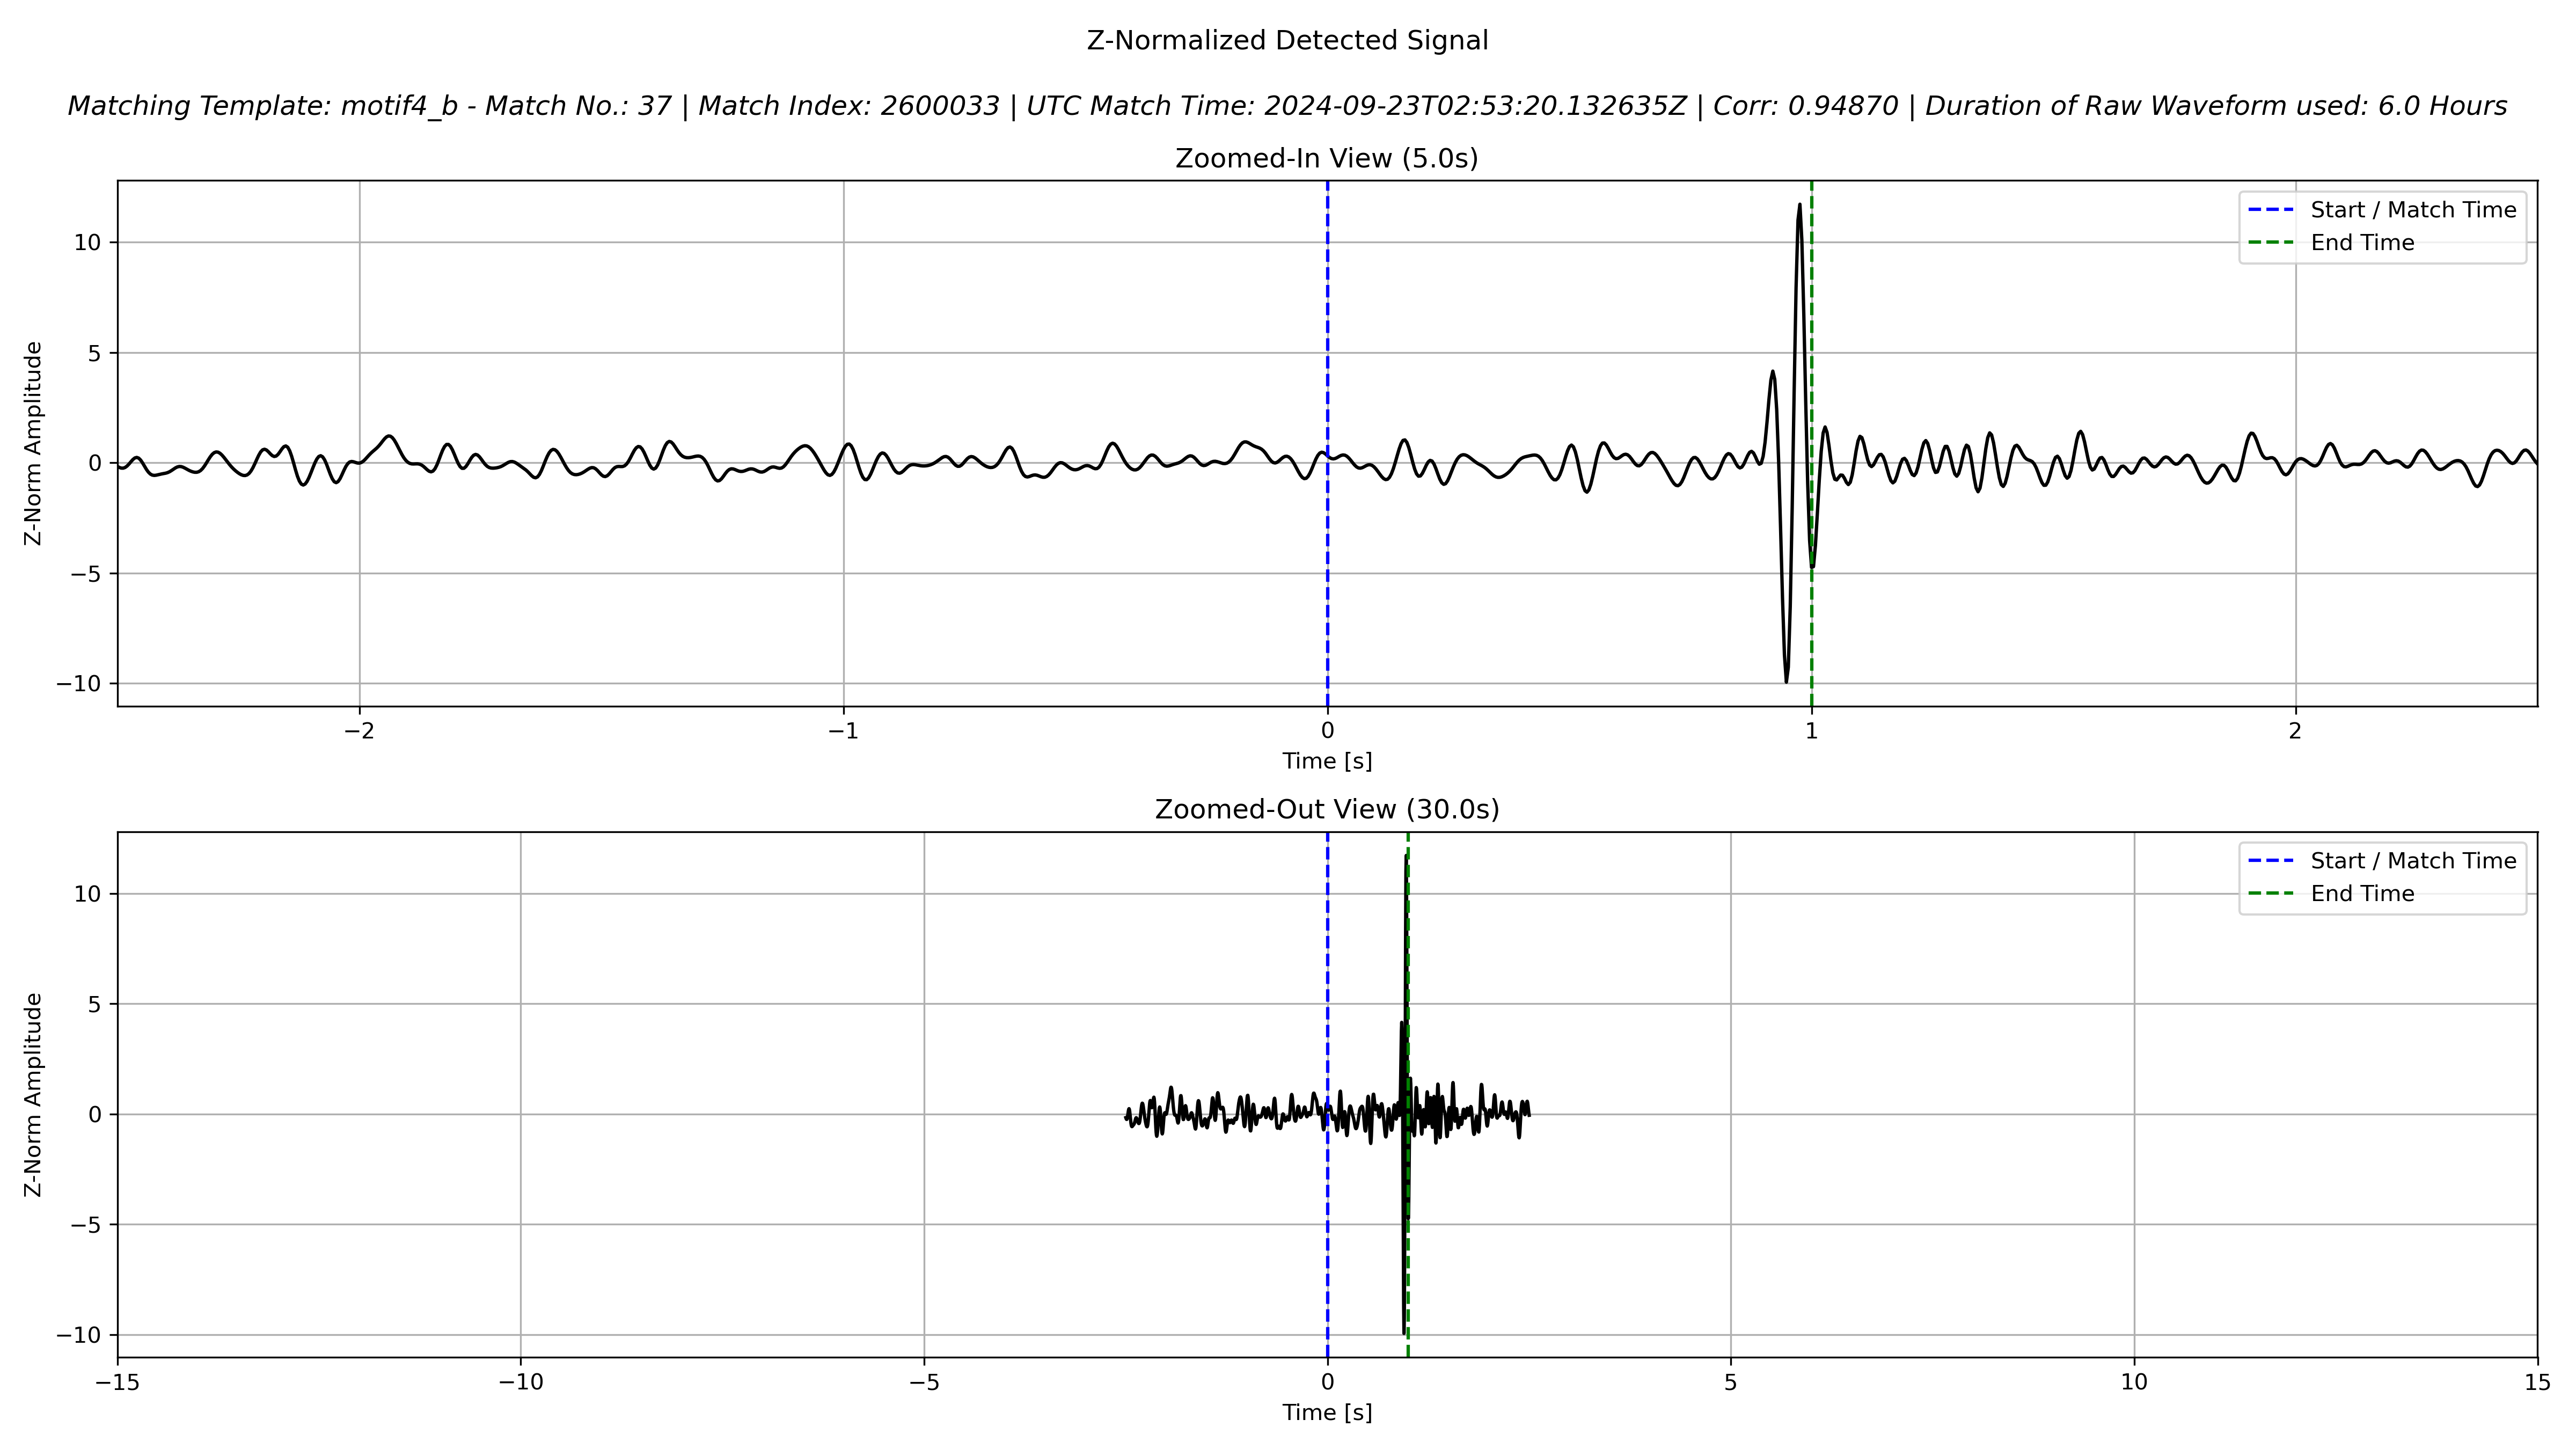 Z-Normalized Detected Signal
Matching Template: motif4_b - Match No.: 37 | Match Index: 2600033 | UTC Match Time: 2024-09-23T02:53:20.132635Z | Corr: 0.94870 | Duration of Raw Waveform used: 6.0 Hours
Zoomed-In View (5.0s)
Start / Match Time
End Time
Z-Norm Amplitude
10
5
0
−5
−10
−2 −1 0 1 2
Time [s]
Zoomed-Out View (30.0s)
Start / Match Time
End Time
Z-Norm Amplitude
10
5
0
−5
−10
−15 −10 −5 0 5 10 15
Time [s]